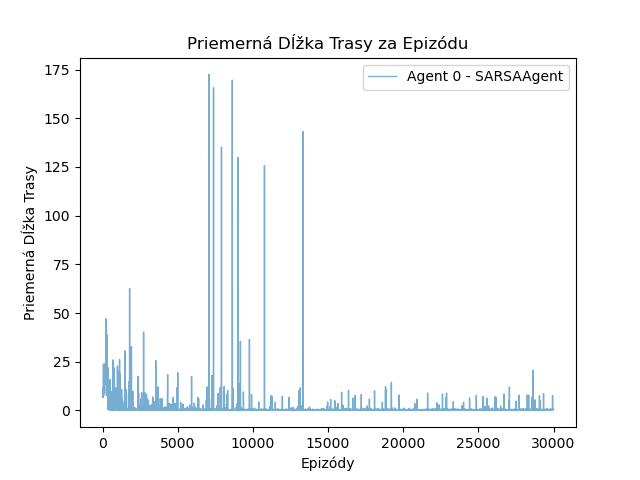 Priemerná Dĺžka Trasy za Epizódu
Agent 0 - SARSAAgent
Priemerná Dĺžka Trasy
175
150
125
100
75
50
25
0
0 5000 10000 15000 20000 25000 30000
Epizódy